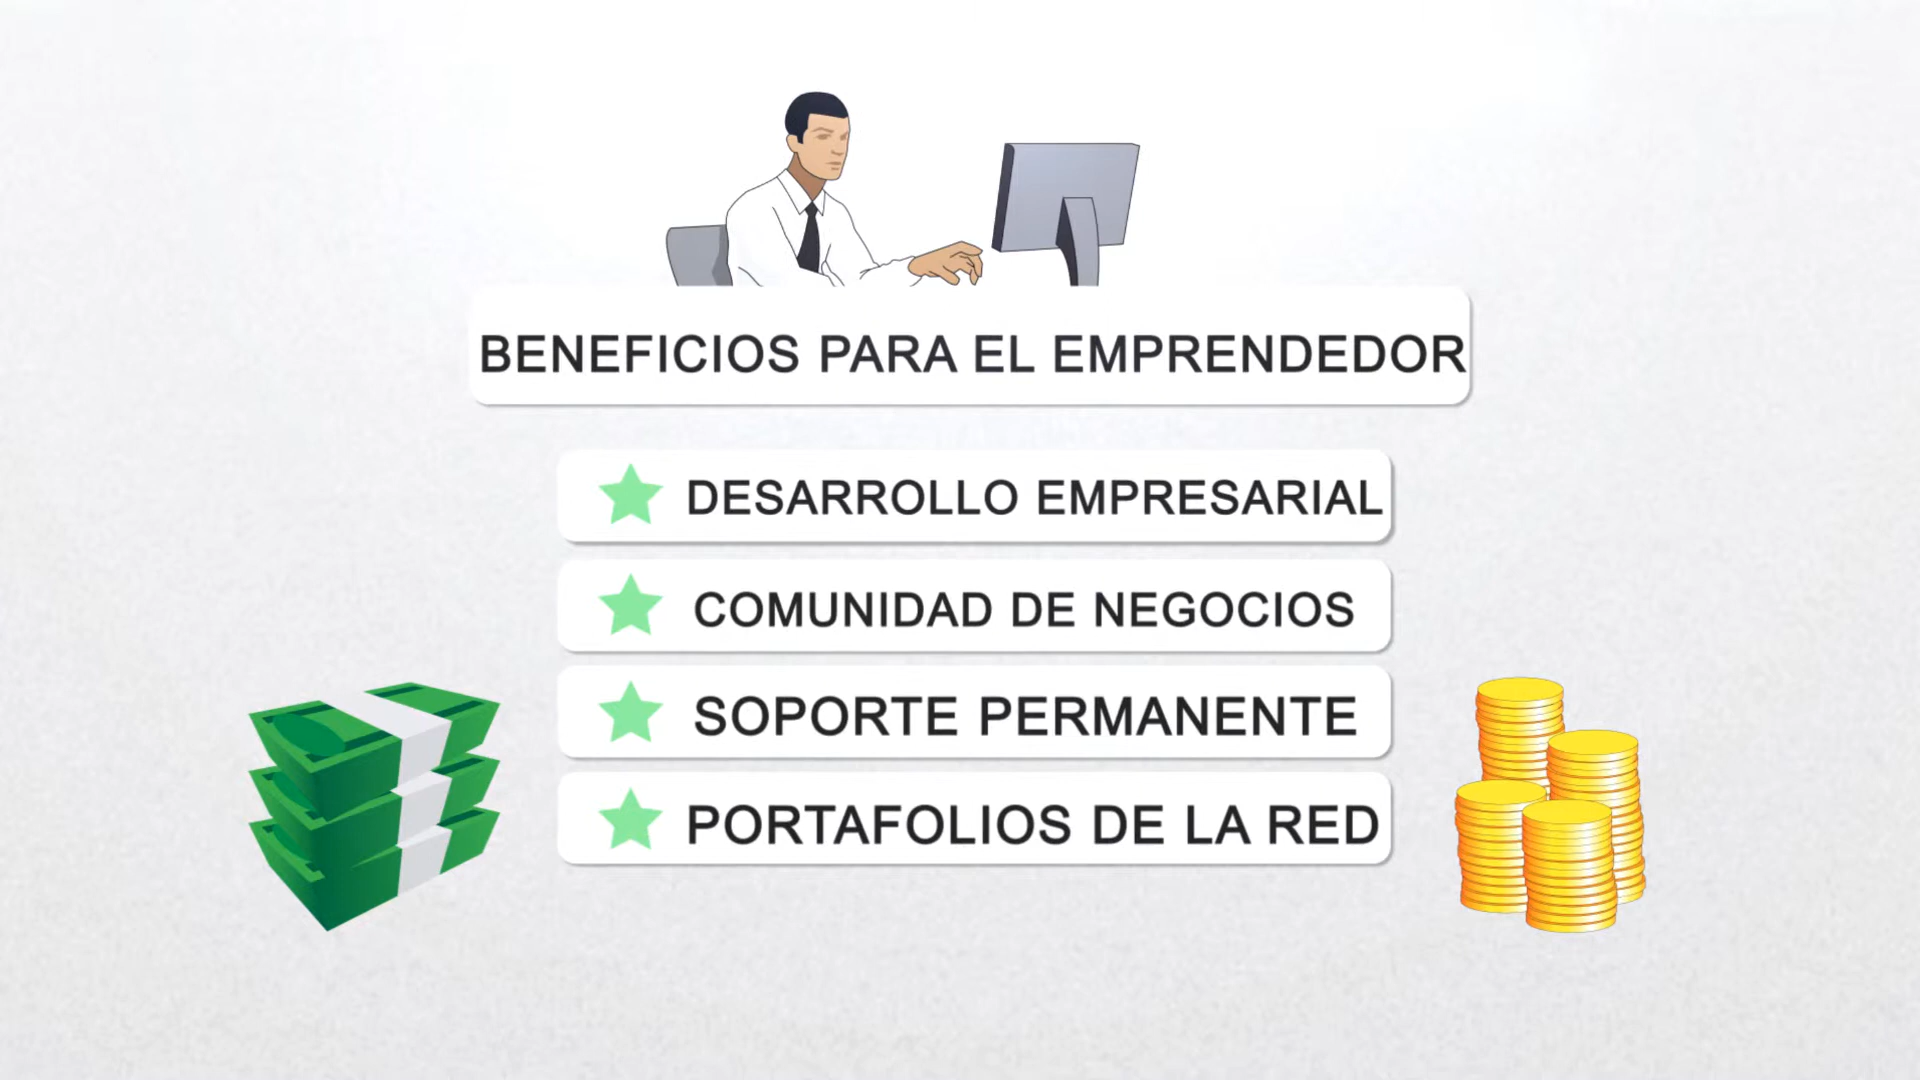 BENEFICIOS PARA EL EMPRENDEDOR
DESARROLLO EMPRESARIAL
COMUNIDAD DE NEGOCIOS
SOPORTE PERMANENTE
PORTAFOLIOS DE LA RED